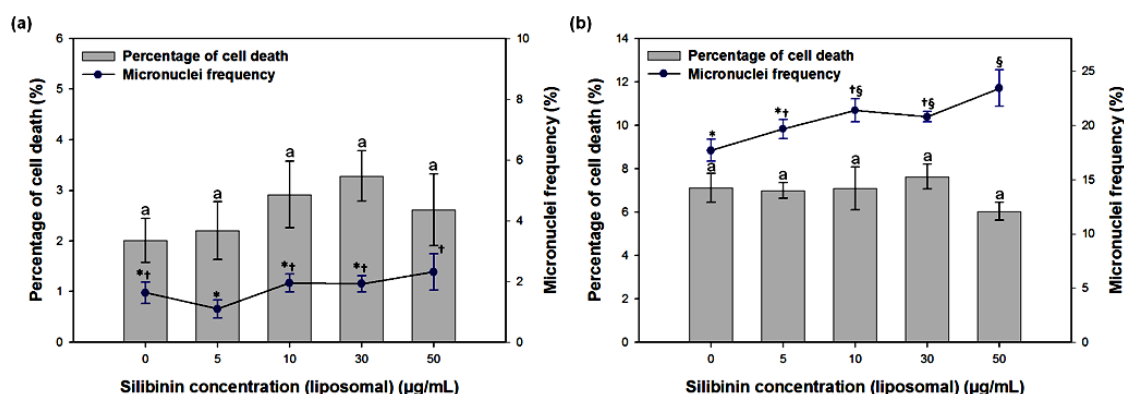 (a)
Percentage of cell death (%)
6
5
4
3
2
1
0
Percentage of cell death
Micronuclei frequency
a
a
a
a
a
*†
*
*†
*†
†
10
8
6
4
2
0
Micronuclei frequency (%)
0
5
10
30
50
Silibinin concentration (liposomal) (µg/mL)
(b)
Percentage of cell death (%)
14
12
10
8
6
4
2
0
Percentage of cell death
Micronuclei frequency
*
*†
†§
†§
§
a
a
a
a
a
25
20
15
10
5
0
Micronuclei frequency (%)
0
5
10
30
50
Silibinin concentration (liposomal) (µg/mL)